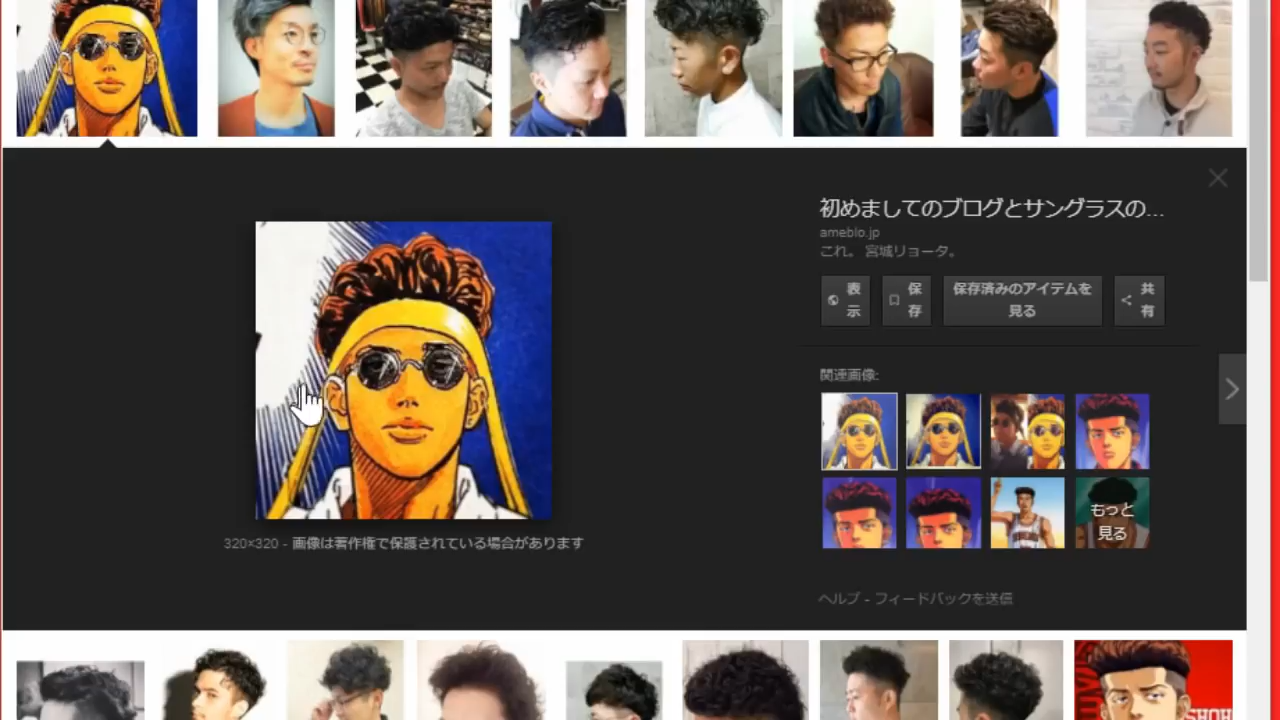 初めましてのブログとサングラスの...
ameblo.jp
これ。 宮城リョータ。
表示
保存
保存済みのアイテムを
見る
共有
関連画像:
もっと
見る
320×320 - 画像は著作権で保護されている場合があります
ヘルプ - フィードバックを送信
SHOH